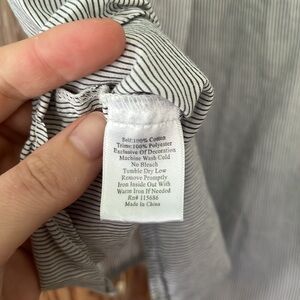 Self:100% Cotton
Trim:100% Polyester
Exclusive Of Decoration
Machine Wash Cold
No Bleach
Tumble Dry Low
Remove Promptly
Iron Inside Out With
Warm Iron If Needed
Rn# 115686
Made in China